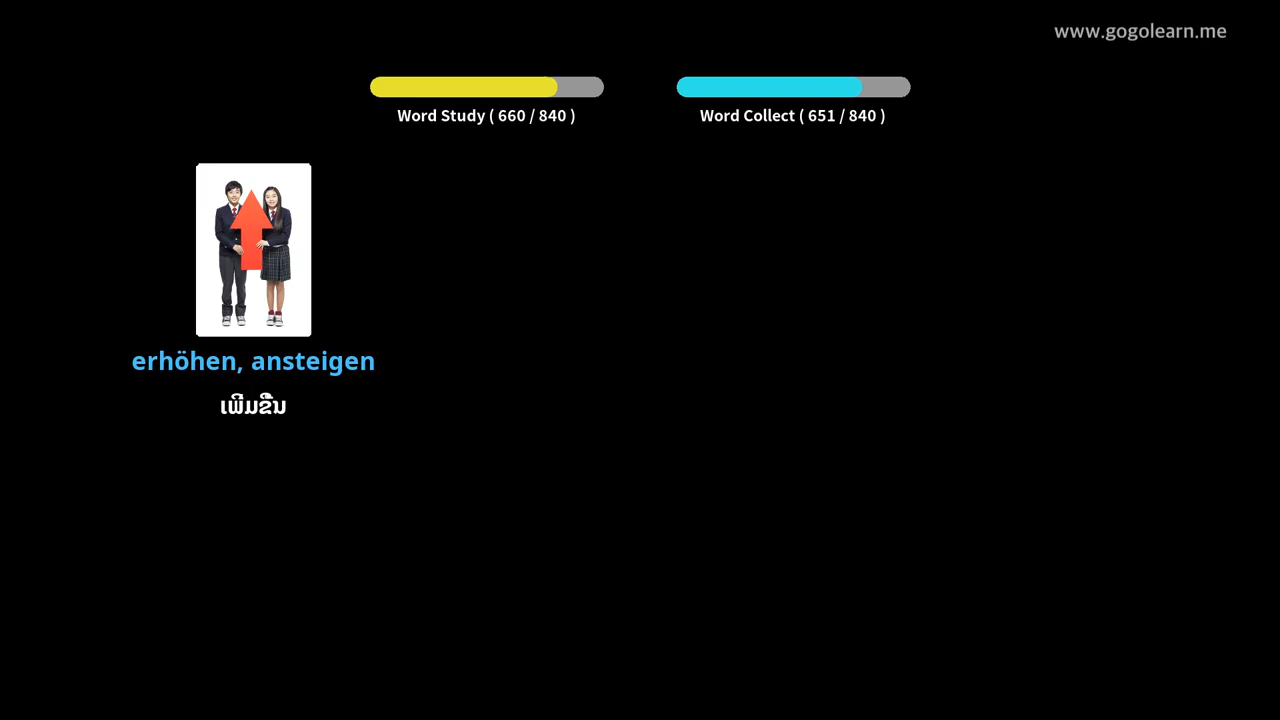 www.gogolearn.me
Word Study ( 660 / 840 )
Word Collect ( 651 / 840 )
erhöhen, ansteigen
ເພີ່ມຂື້ນ